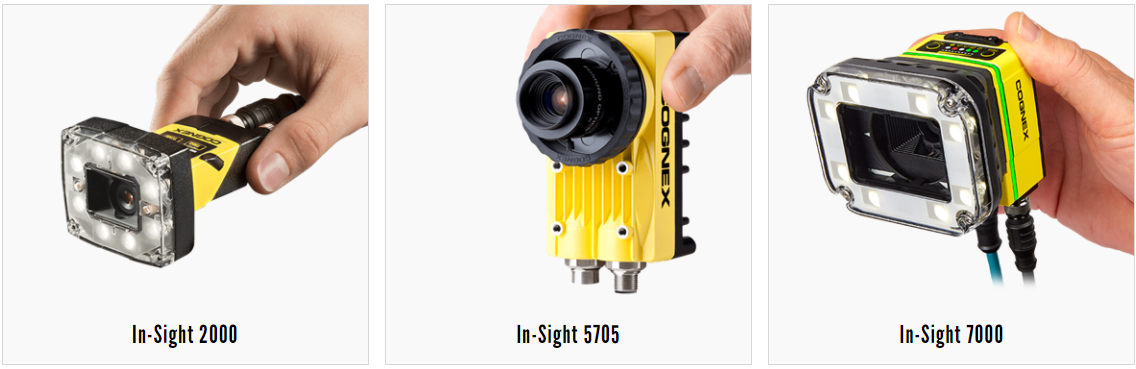 COGNEX
In-Sight 2000
COGNEX
In-Sight 5705
COGNEX
In-Sight 7000